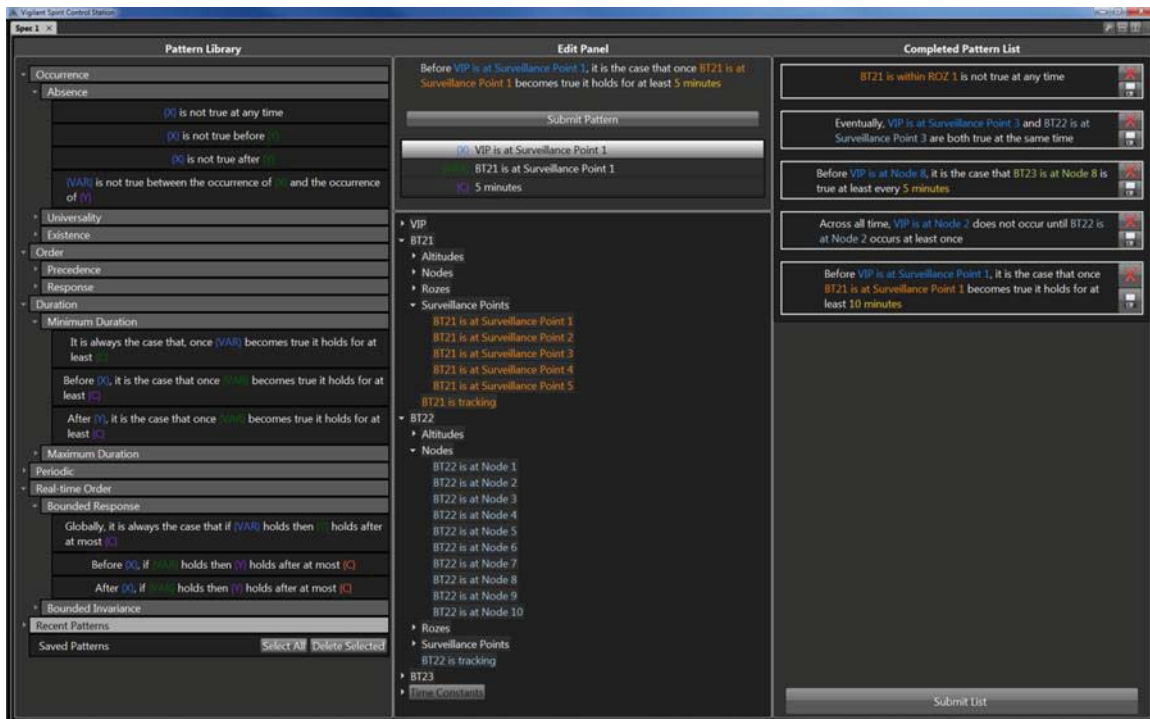 Vigilant Spirit Control Station
Spec 1
Pattern Library
Occurrence
Absence
{X} is not true at any time
{X} is not true before {Y}
{X} is not true after {Y}
{VAR} is not true between the occurrence of {X} and the occurrence
of {Y}
Universality
Existence
Order
Precedence
Response
Duration
Minimum Duration
It is always the case that, once {VAR} becomes true it holds for at
least {C}
Before {X}, it is the case that once {VAR} becomes true it holds for at
least {C}
After {Y}, it is the case that once {VAR} becomes true it holds for at
least {C}
Maximum Duration
Periodic
Real-time Order
Bounded Response
Globally, it is always the case that if {VAR} holds then {Y} holds after
at most {C}
Before {X}, if {VAR} holds then {Y} holds after at most {C}
After {X}, if {VAR} holds then {Y} holds after at most {C}
Bounded Invariance
Recent Patterns
Saved Patterns Select All Delete Selected
Edit Panel
Before VIP is at Surveillance Point 1, it is the case that once BT21 is at
Surveillance Point 1 becomes true it holds for at least 5 minutes
Submit Pattern
{X} VIP is at Surveillance Point 1
{VAR} BT21 is at Surveillance Point 1
{C} 5 minutes
VIP
BT21
Altitudes
Nodes
Rozes
Surveillance Points
BT21 is at Surveillance Point 1
BT21 is at Surveillance Point 2
BT21 is at Surveillance Point 3
BT21 is at Surveillance Point 4
BT21 is at Surveillance Point 5
BT21 is tracking
BT22
Altitudes
Nodes
BT22 is at Node 1
BT22 is at Node 2
BT22 is at Node 3
BT22 is at Node 4
BT22 is at Node 5
BT22 is at Node 6
BT22 is at Node 7
BT22 is at Node 8
BT22 is at Node 9
BT22 is at Node 10
Rozes
Surveillance Points
BT22 is tracking
BT23
Time Constants
Completed Pattern List
BT21 is within ROZ 1 is not true at any time
Eventually, VIP is at Surveillance Point 3 and BT22 is at
Surveillance Point 3 are both true at the same time
Before VIP is at Node 8, it is the case that BT23 is at Node 8 is
true at least every 5 minutes
Across all time, VIP is at Node 2 does not occur until BT22 is
at Node 2 occurs at least once
Before VIP is at Surveillance Point 1, it is the case that once
BT21 is at Surveillance Point 1 becomes true it holds for at
least 10 minutes
Submit List